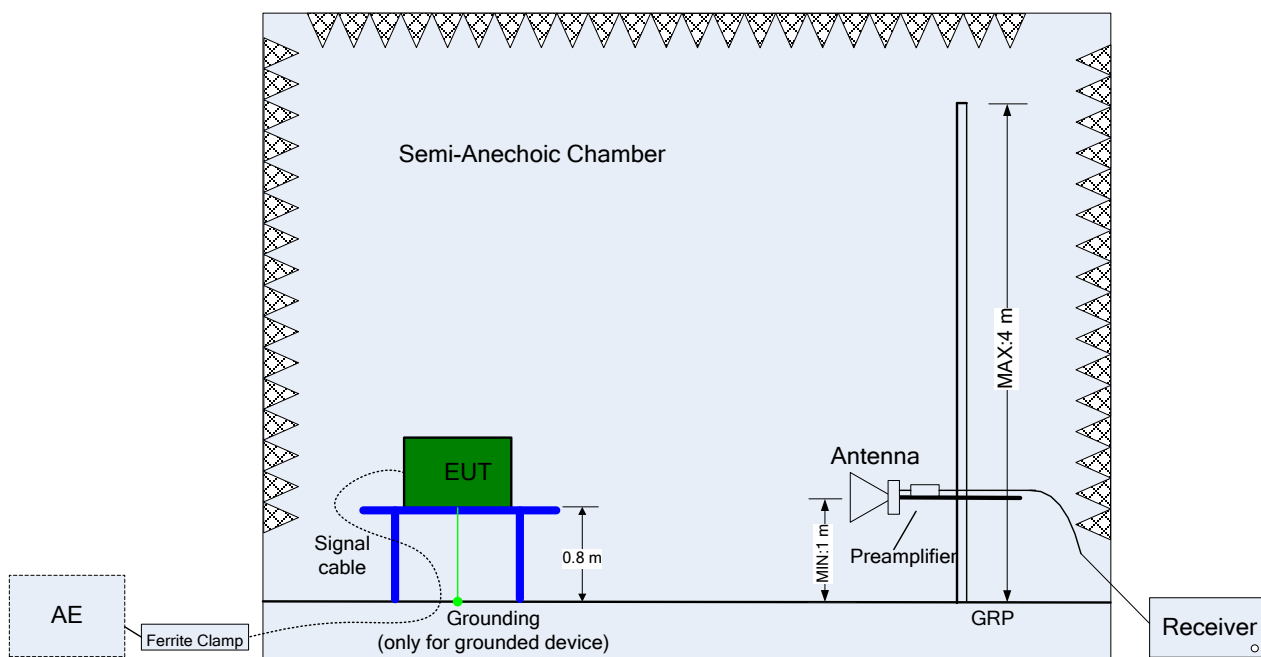 Semi-Anechoic Chamber
MAX:4 m
EUT
Antenna
Signal
cable
0.8 m
MIN:1 m
Preamplifier
AE
Ferrite Clamp
Grounding
(only for grounded device)
GRP
Receiver